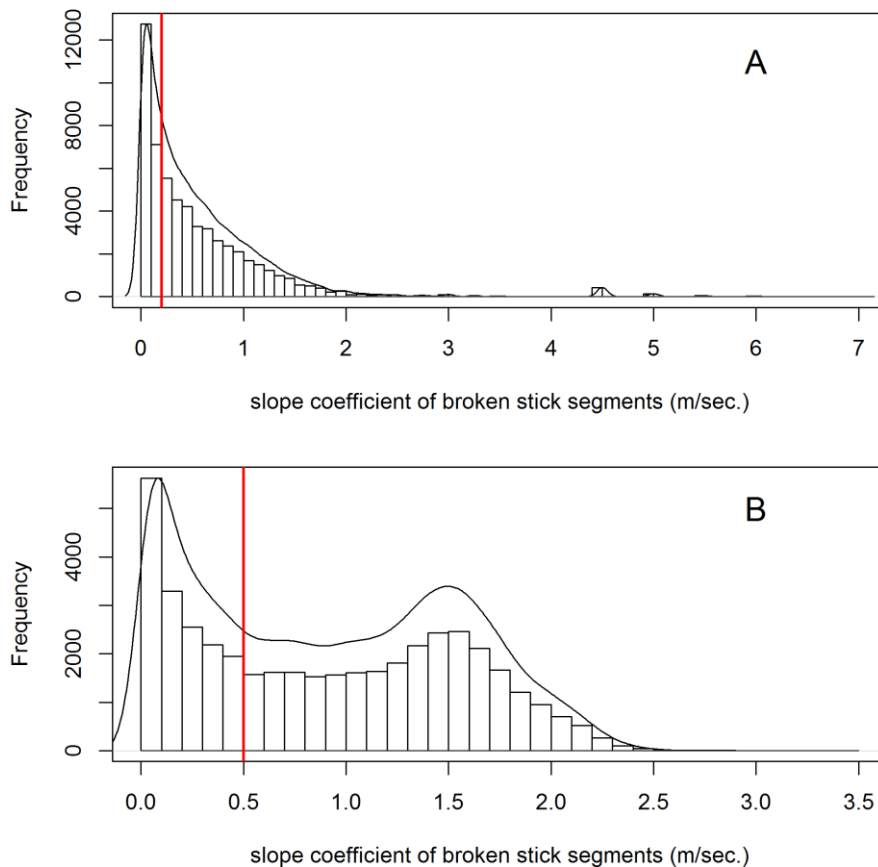 A
Frequency
12000
8000
4000
0
0 1 2 3 4 5 6 7
slope coefficient of broken stick segments (m/sec.)
B
Frequency
4000
2000
0
0.0 0.5 1.0 1.5 2.0 2.5 3.0 3.5
slope coefficient of broken stick segments (m/sec.)